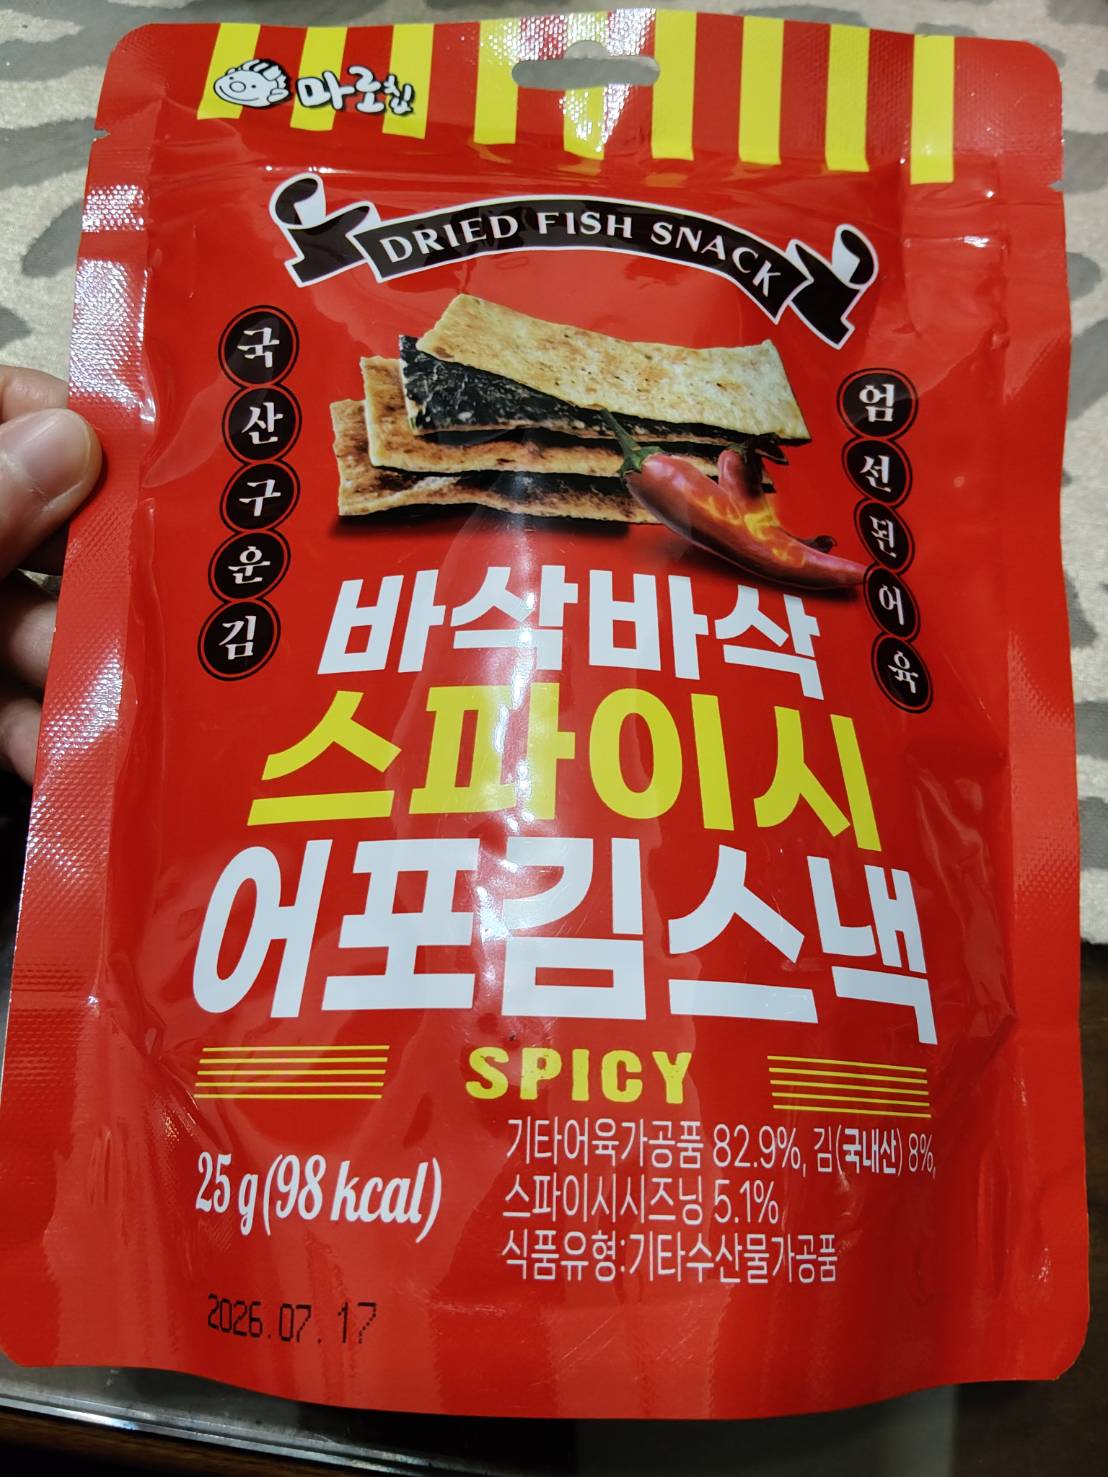 마로칩
DRIED FISH SNACK
국산구운김
엄선된어육
바삭바삭
스파이시
어포김스낵
SPICY
25g(98 kcal)
기타어육가공품 82.9%, 김(국내산) 8%,
스파이시시즈닝 5.1%
식품유형:기타수산물가공품
2026.07.17